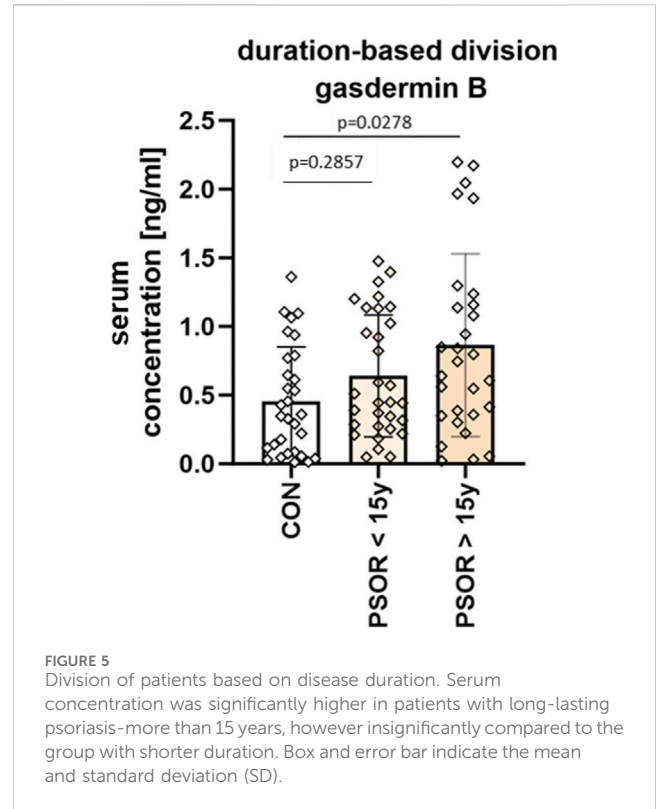 duration-based division
gasdermin B
serum
concentration [ng/ml]
2.5
2.0
1.5
1.0
0.5
0.0
p=0.0278
p=0.2857
CON
PSOR < 15y
PSOR > 15y
FIGURE 5
Division of patients based on disease duration. Serum
concentration was significantly higher in patients with long-lasting
psoriasis-more than 15 years, however insignificantly compared to the
group with shorter duration. Box and error bar indicate the mean
and standard deviation (SD).